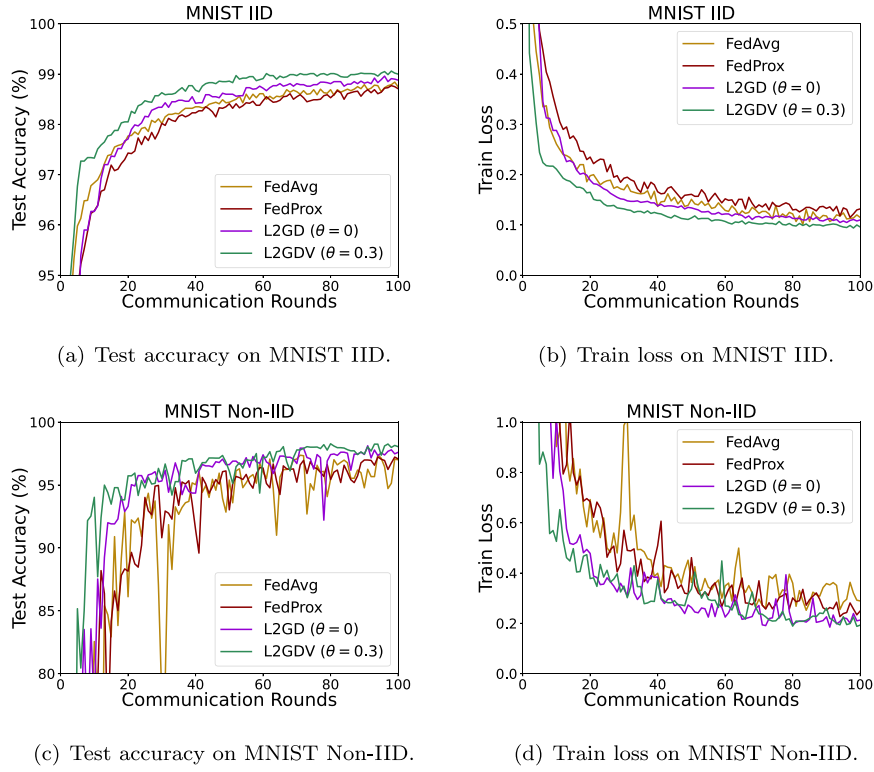 MNIST IID
Test Accuracy (%)
100
99
98
97
96
95
0 20 40 60 80 100
Communication Rounds
FedAvg
FedProx
L2GD (θ = 0)
L2GDV (θ = 0.3)
(a) Test accuracy on MNIST IID.
MNIST IID
Train Loss
0.5
0.4
0.3
0.2
0.1
0.0
0 20 40 60 80 100
Communication Rounds
FedAvg
FedProx
L2GD (θ = 0)
L2GDV (θ = 0.3)
(b) Train loss on MNIST IID.
MNIST Non-IID
Test Accuracy (%)
100
95
90
85
80
0 20 40 60 80 100
Communication Rounds
FedAvg
FedProx
L2GD (θ = 0)
L2GDV (θ = 0.3)
(c) Test accuracy on MNIST Non-IID.
MNIST Non-IID
Train Loss
1.0
0.8
0.6
0.4
0.2
0.0
0 20 40 60 80 100
Communication Rounds
FedAvg
FedProx
L2GD (θ = 0)
L2GDV (θ = 0.3)
(d) Train loss on MNIST Non-IID.